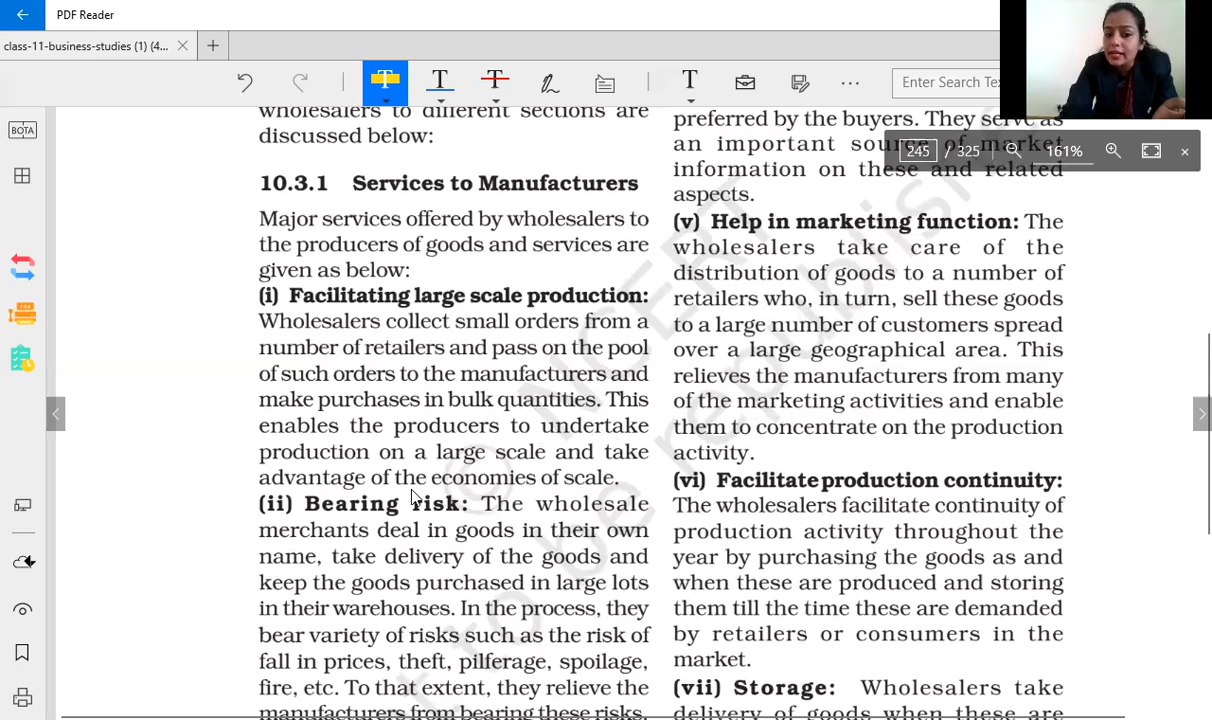 PDF Reader
class-11-business-studies (1) (4...
Enter Search Tex
245 / 325
161%
BOTA
wholesalers to different sections are
discussed below:
10.3.1 Services to Manufacturers
Major services offered by wholesalers to
the producers of goods and services are
given as below:
(i) Facilitating large scale production:
Wholesalers collect small orders from a
number of retailers and pass on the pool
of such orders to the manufacturers and
make purchases in bulk quantities. This
enables the producers to undertake
production on a large scale and take
advantage of the economies of scale.
(ii) Bearing risk: The wholesale
merchants deal in goods in their own
name, take delivery of the goods and
keep the goods purchased in large lots
in their warehouses. In the process, they
bear variety of risks such as the risk of
fall in prices, theft, pilferage, spoilage,
fire, etc. To that extent, they relieve the
manufacturers from bearing these risks.
preferred by the buyers. They serve as
an important source of market
information on these and related
aspects.
(v) Help in marketing function: The
wholesalers take care of the
distribution of goods to a number of
retailers who, in turn, sell these goods
to a large number of customers spread
over a large geographical area. This
relieves the manufacturers from many
of the marketing activities and enable
them to concentrate on the production
activity.
(vi) Facilitate production continuity:
The wholesalers facilitate continuity of
production activity throughout the
year by purchasing the goods as and
when these are produced and storing
them till the time these are demanded
by retailers or consumers in the
market.
(vii) Storage: Wholesalers take
delivery of goods when these are
© NCERT
to be republishe